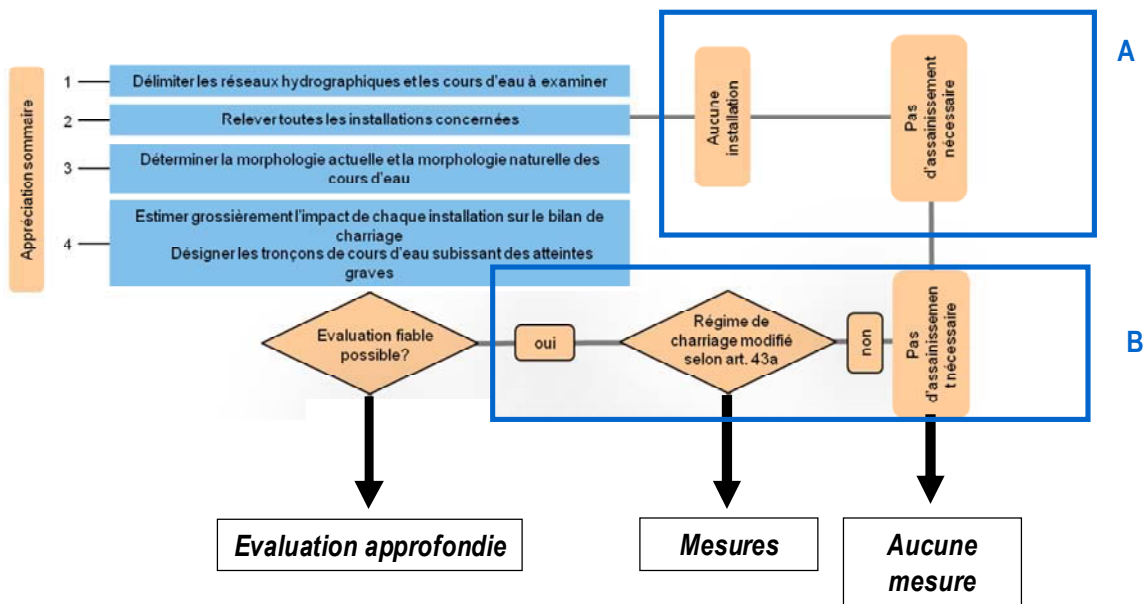 A
Appréciation sommaire
1
Délimiter les réseaux hydrographiques et les cours d'eau à examiner
2
Relever toutes les installations concernées
Aucune
installation
Pas
d'assainissement
nécessaire
3
Déterminer la morphologie actuelle et la morphologie naturelle des
cours d'eau
4
Estimer grossièrement l'impact de chaque installation sur le bilan de
charriage
Désigner les tronçons de cours d'eau subissant des atteintes
graves
Evaluation fiable
possible?
oui
Régime de
charriage modifié
selon art. 43a
non
Pas
d'assainissemen
t nécessaire
B
Evaluation approfondie
Mesures
Aucune
mesure